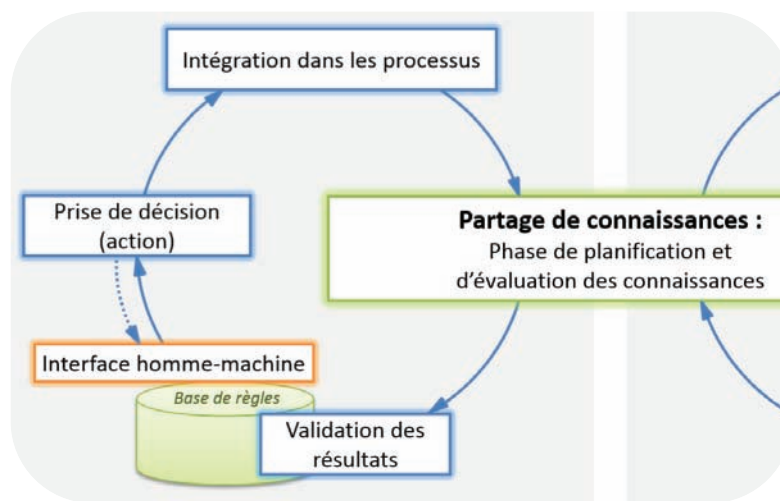 Intégration dans les processus
Prise de décision
(action)
Partage de connaissances :
Phase de planification et
d'évaluation des connaissances
Interface homme-machine
Base de règles
Validation des
résultats